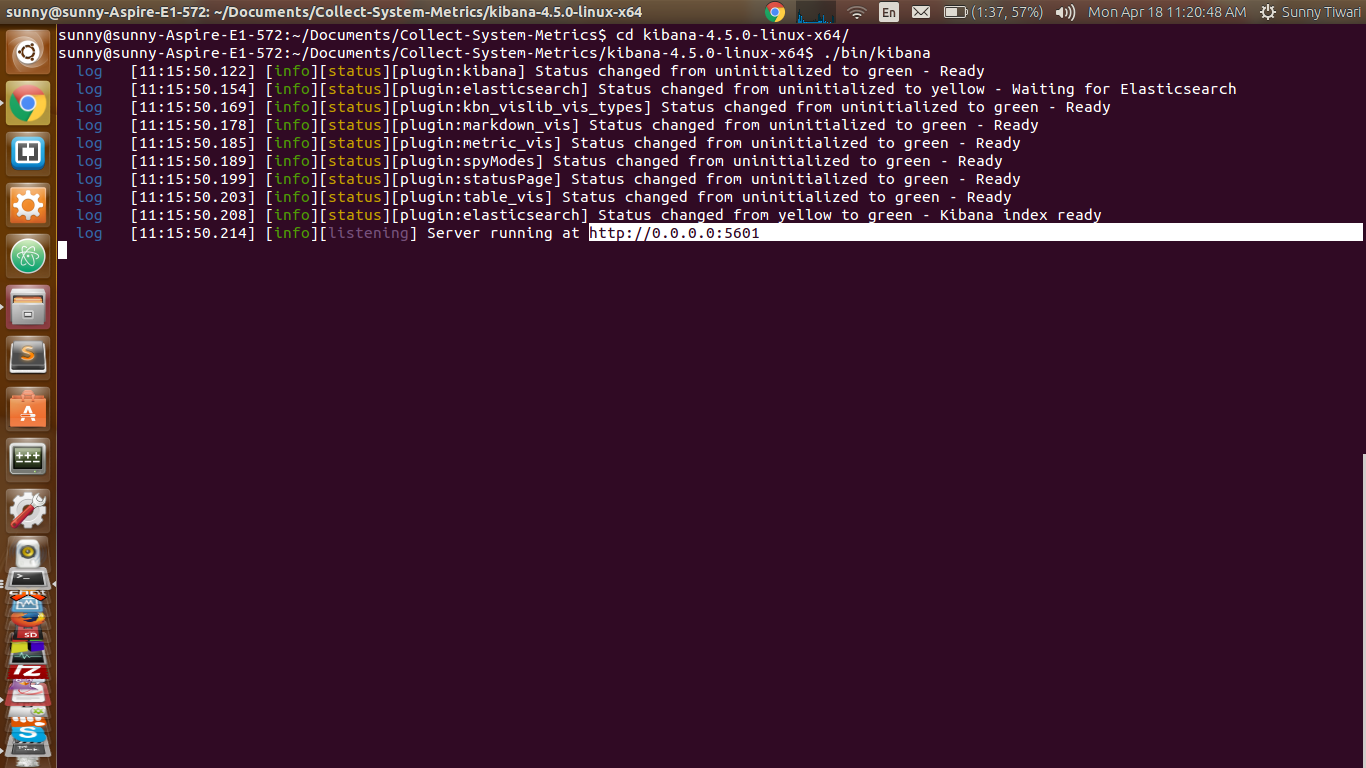 sunny@sunny-Aspire-E1-572: ~/Documents/Collect-System-Metrics/kibana-4.5.0-linux-x64 En (1:37, 57%) Mon Apr 18 11:20:48 AM Sunny Tiwari
sunny@sunny-Aspire-E1-572:~/Documents/Collect-System-Metrics$ cd kibana-4.5.0-linux-x64/
sunny@sunny-Aspire-E1-572:~/Documents/Collect-System-Metrics/kibana-4.5.0-linux-x64$ ./bin/kibana
log [11:15:50.122] [info][status][plugin:kibana] Status changed from uninitialized to green - Ready
log [11:15:50.154] [info][status][plugin:elasticsearch] Status changed from uninitialized to yellow - Waiting for Elasticsearch
log [11:15:50.169] [info][status][plugin:kbn_vislib_vis_types] Status changed from uninitialized to green - Ready
log [11:15:50.178] [info][status][plugin:markdown_vis] Status changed from uninitialized to green - Ready
log [11:15:50.185] [info][status][plugin:metric_vis] Status changed from uninitialized to green - Ready
log [11:15:50.189] [info][status][plugin:spyModes] Status changed from uninitialized to green - Ready
log [11:15:50.199] [info][status][plugin:statusPage] Status changed from uninitialized to green - Ready
log [11:15:50.203] [info][status][plugin:table_vis] Status changed from uninitialized to green - Ready
log [11:15:50.208] [info][status][plugin:elasticsearch] Status changed from yellow to green - Kibana index ready
log [11:15:50.214] [info][listening] Server running at http://0.0.0.0:5601